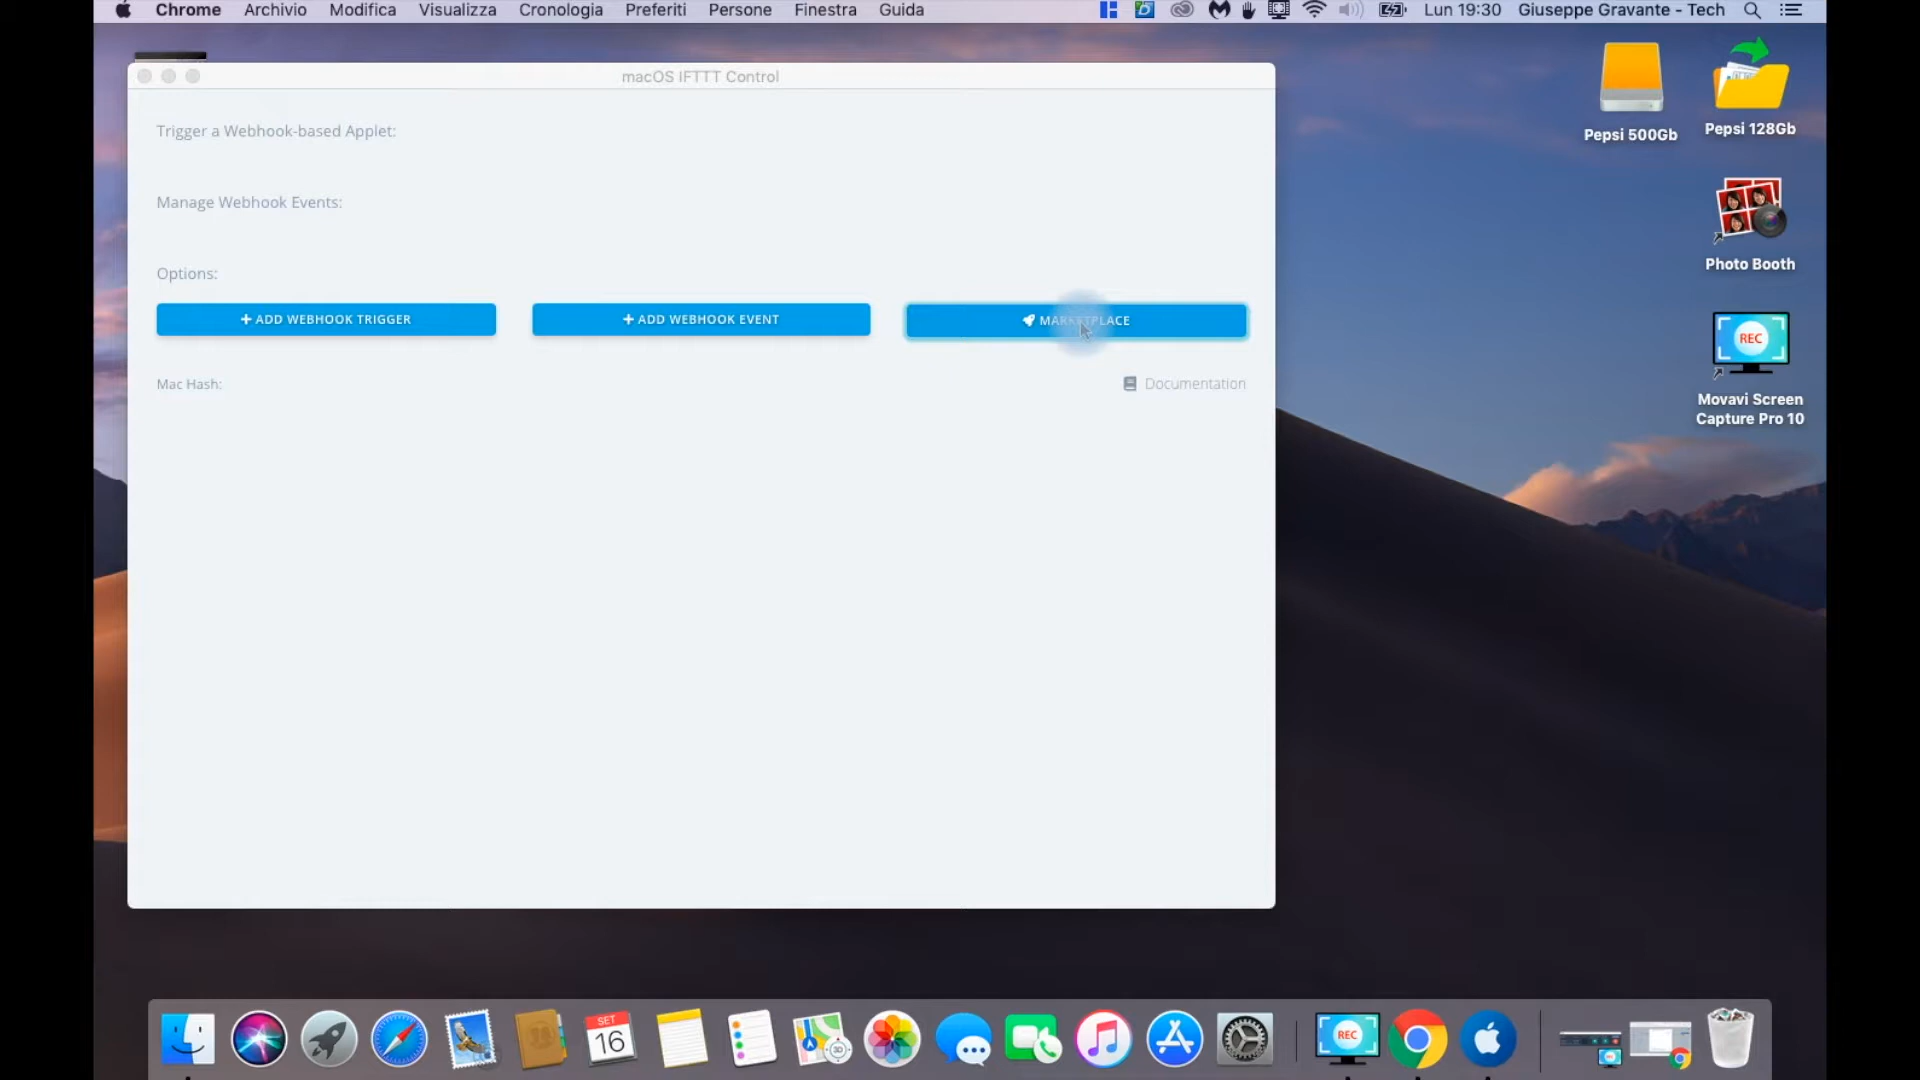 Chrome Archivio Modifica Visualizza Cronologia Preferiti Persone Finestra Guida Lun 19:30 Giuseppe Gravante - Tech
macOS IFTTT Control
Trigger a Webhook-based Applet:
Manage Webhook Events:
Options:
+ ADD WEBHOOK TRIGGER + ADD WEBHOOK EVENT MARKETPLACE
Mac Hash: Documentation
Pepsi 500Gb
Pepsi 128Gb
Photo Booth
REC
Movavi Screen
Capture Pro 10
SET
16
3D
REC